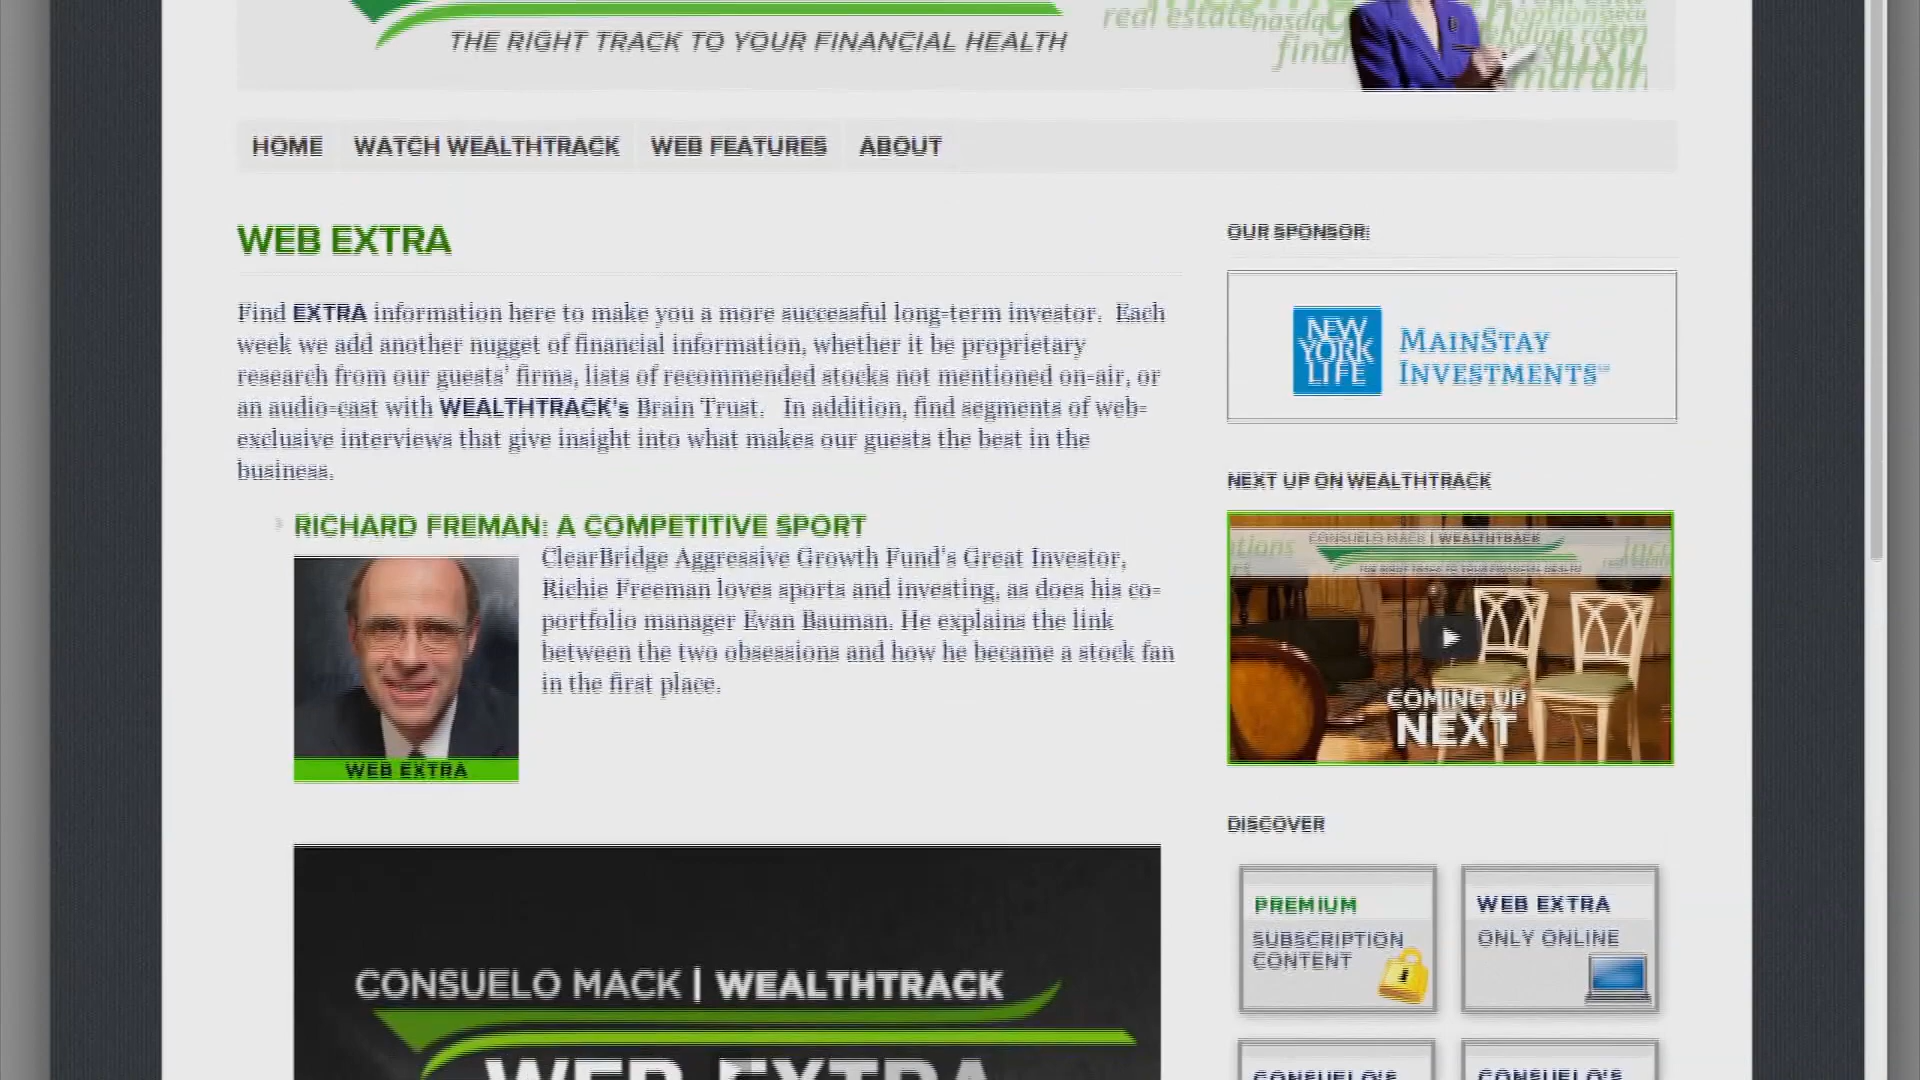 THE RIGHT TRACK TO YOUR FINANCIAL HEALTH
real estate nasdaq
options
HOME
WATCH WEALTHTRACK
WEB FEATURES
ABOUT
WEB EXTRA
Find EXTRA information here to make you a more successful long-term investor. Each
week we add another nugget of financial information, whether it be proprietary
research from our guests' firms, lists of recommended stocks not mentioned on-air, or
an audio-cast with WEALTHTRACK's Brain Trust. In addition, find segments of web-
exclusive interviews that give insight into what makes our guests the best in the
business.
RICHARD FREMAN: A COMPETITIVE SPORT
ClearBridge Aggressive Growth Fund's Great Investor,
Richie Freeman loves sports and investing, as does his co-
portfolio manager Evan Bauman. He explains the link
between the two obsessions and how he became a stock fan
in the first place.
WEB EXTRA
CONSUELO MACK | WEALTHTRACK
WEB EXTRA
OUR SPONSOR:
NEW
YORK
LIFE
MAINSTAY
INVESTMENTS
NEXT UP ON WEALTHTRACK
CONSUELO MACK | WEALTHTRACK
THE RIGHT TRACK TO YOUR FINANCIAL HEALTH
COMING UP
NEXT
DISCOVER
PREMIUM
SUBSCRIPTION
CONTENT
WEB EXTRA
ONLY ONLINE
CONSUELO'S
CONSUELO'S